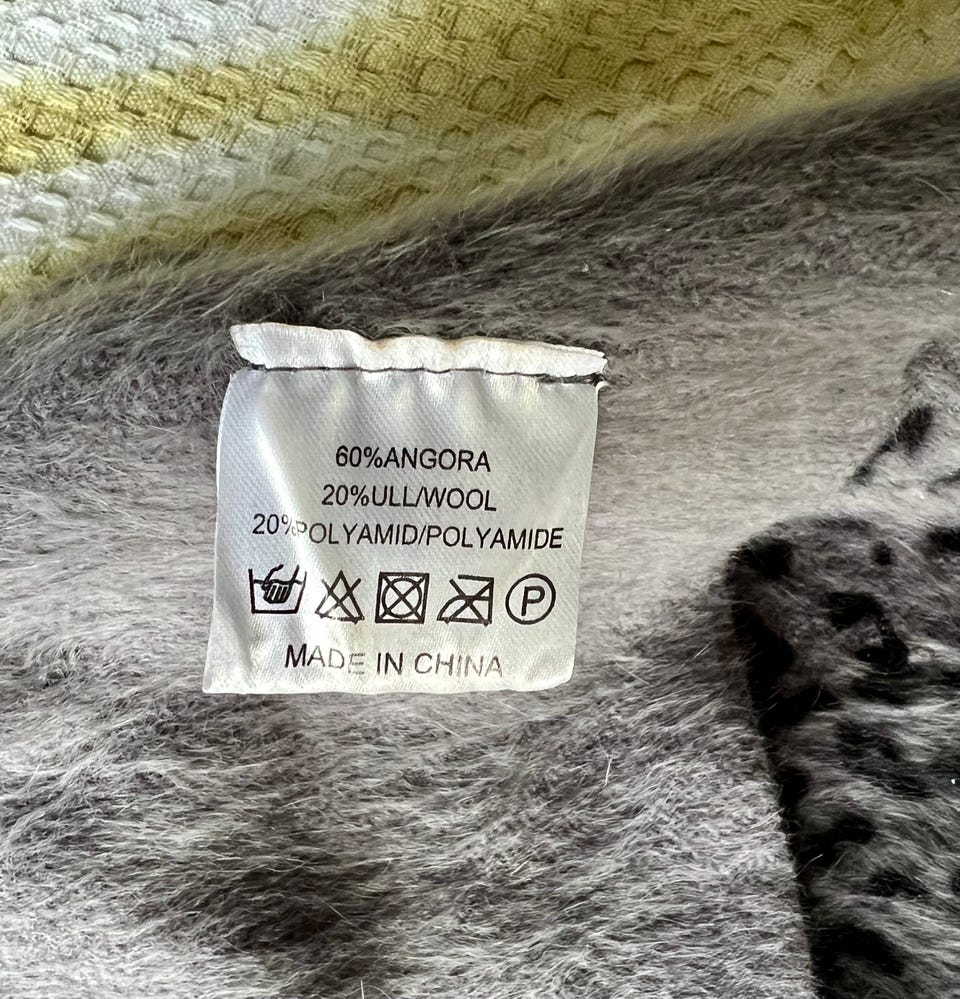 60%ANGORA
20%ULL/WOOL
20%POLYAMID/POLYAMIDE
P
MADE IN CHINA